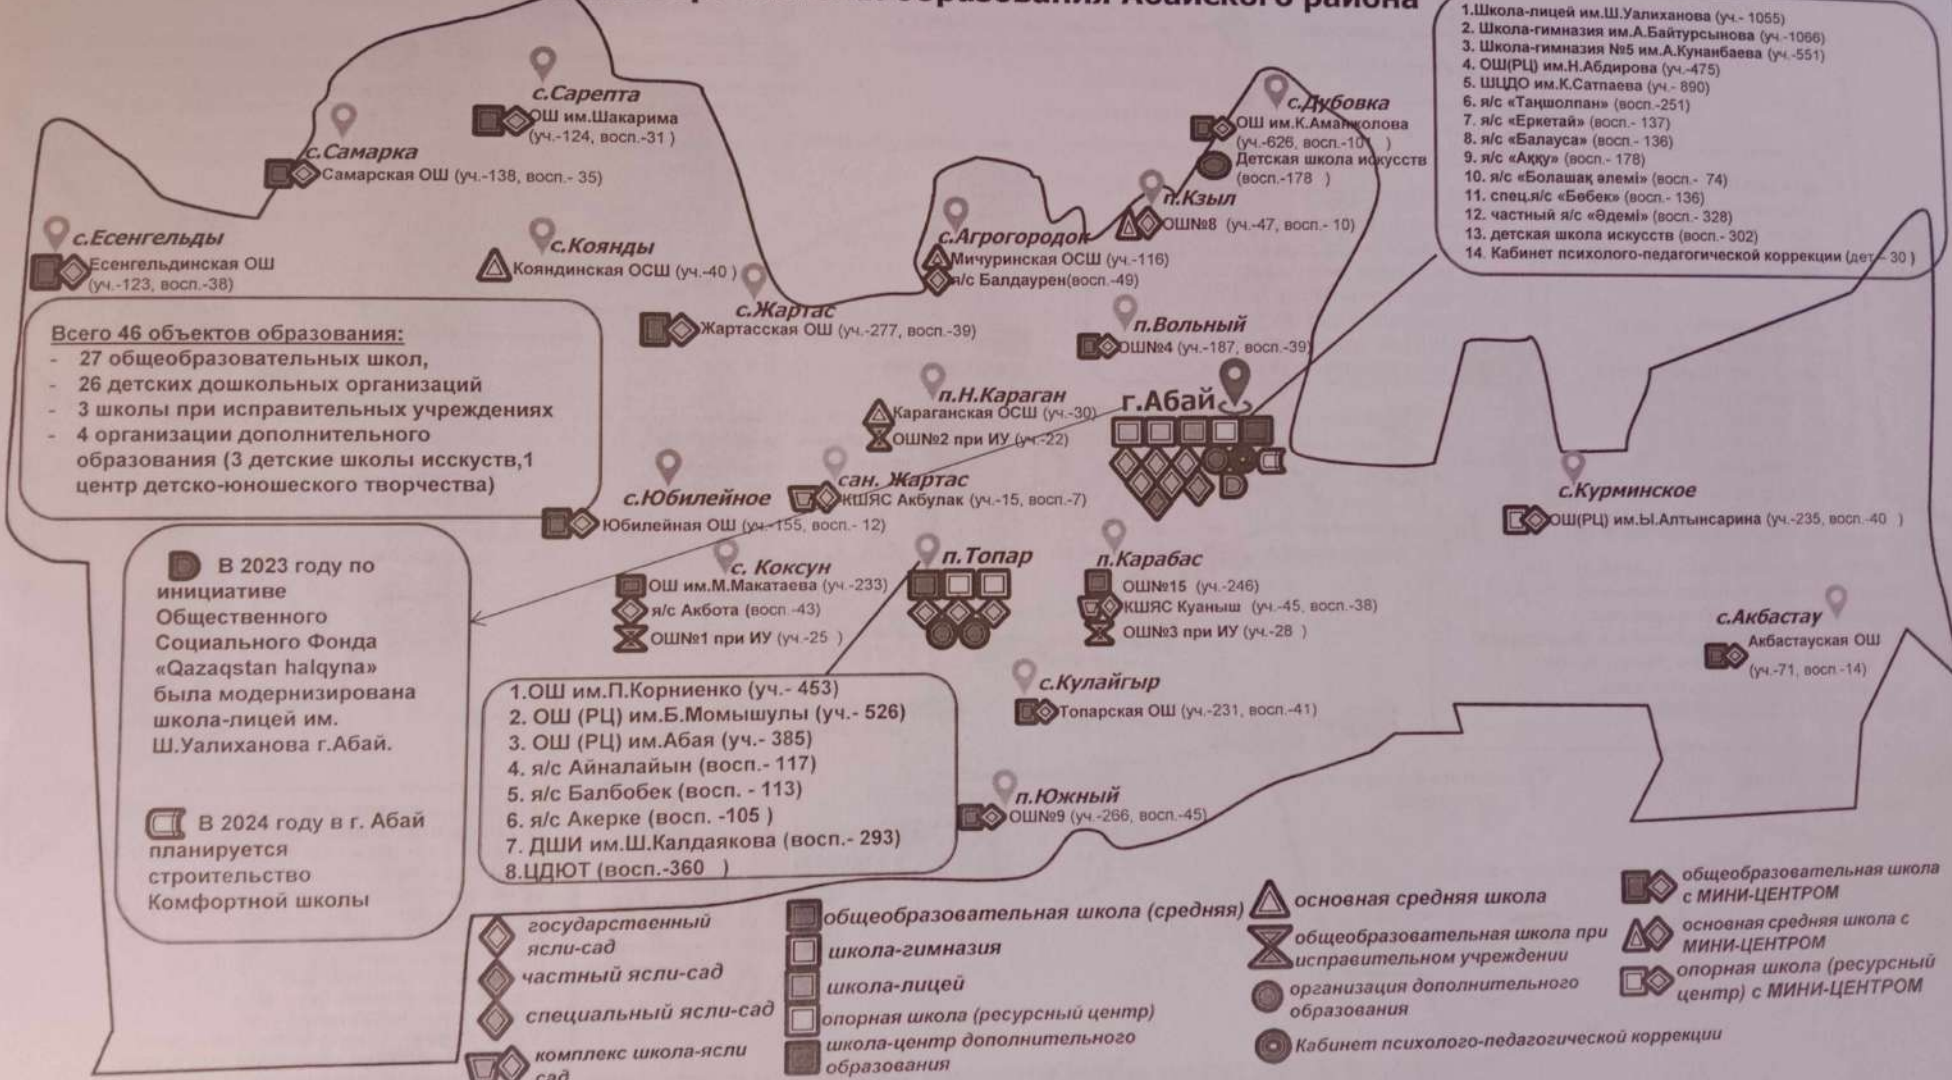 образования Абайского района
1.Школа-лицей им.Ш.Уалиханова (уч.- 1055)
2. Школа-гимназия им.А.Байтурсынова (уч.-1066)
3. Школа-гимназия №5 им.А.Кунанбаева (уч.-551)
4. ОШ(РЦ) им.Н.Абдирова (уч.-475)
5. ШЦДО им.К.Сатпаева (уч.- 890)
6. я/с «Таңшолпан» (восп.-251)
7. я/с «Еркетай» (восп.- 137)
8. я/с «Балауса» (восп.- 136)
9. я/с «Аққу» (восп.- 178)
10. я/с «Болашақ әлемі» (восп.- 74)
11. спец.я/с «Бөбек» (восп.- 136)
12. частный я/с «Әдемі» (восп.- 328)
13. детская школа искусств (восп.- 302)
14. Кабинет психолого-педагогической коррекции (дет.- 30 )
с.Сарепта
ОШ им.Шакарима
(уч.-124, восп.-31 )
с.Дубовка
ОШ им.К.Аманжолова
(уч.-626, восп.-101 )
Детская школа искусств
(восп.-178 )
с.Самарка
Самарская ОШ (уч.-138, восп.- 35)
п.Кзыл
ОШ№8 (уч.-47, восп.- 10)
с.Есенгельды
Есенгельдинская ОШ
(уч.-123, восп.-38)
с.Коянды
Кояндинская ОСШ (уч.-40 )
с.Агрогородок
Мичуринская ОСШ (уч.-116)
я/с Балдаурен(восп.-49)
с.Жартас
Жартасская ОШ (уч.-277, восп.-39)
п.Вольный
ОШ№4 (уч.-187, восп.-39)
Всего 46 объектов образования:
- 27 общеобразовательных школ,
- 26 детских дошкольных организаций
- 3 школы при исправительных учреждениях
- 4 организации дополнительного
образования (3 детские школы исскуств,1
центр детско-юношеского творчества)
п.Н.Караган
Караганская ОСШ (уч.-30)
ОШ№2 при ИУ (уч.-22)
г.Абай
с.Юбилейное
Юбилейная ОШ (уч.-155, восп.- 12)
сан. Жартас
КШЯС Акбулак (уч.-15, восп.-7)
с.Курминское
ОШ(РЦ) им.Ы.Алтынсарина (уч.-235, восп.-40 )
В 2023 году по
инициативе
Общественного
Социального Фонда
«Qazaqstan halqyna»
была модернизирована
школа-лицей им.
Ш.Уалиханова г.Абай.
В 2024 году в г. Абай
планируется
строительство
Комфортной школы
с. Коксун
ОШ им.М.Макатаева (уч.-233)
я/с Акбота (восп.-43)
ОШ№1 при ИУ (уч.-25 )
п.Топар
п.Карабас
ОШ№15 (уч.-246)
КШЯС Куаныш (уч.-45, восп.-38)
ОШ№3 при ИУ (уч.-28 )
с.Акбастау
Акбастауская ОШ
(уч.-71, восп.-14)
1.ОШ им.П.Корниенко (уч.- 453)
2. ОШ (РЦ) им.Б.Момышулы (уч.- 526)
3. ОШ (РЦ) им.Абая (уч.- 385)
4. я/с Айналайын (восп.- 117)
5. я/с Балбобек (восп. - 113)
6. я/с Акерке (восп. -105 )
7. ДШИ им.Ш.Калдаякова (восп.- 293)
8.ЦДЮТ (восп.-360 )
с.Кулайгыр
Топарская ОШ (уч.-231, восп.-41)
п.Южный
ОШ№9 (уч.-266, восп.-45)
государственный
ясли-сад
частный ясли-сад
специальный ясли-сад
комплекс школа-ясли
сад
общеобразовательная школа (средняя)
школа-гимназия
школа-лицей
опорная школа (ресурсный центр)
школа-центр дополнительного
образования
основная средняя школа
общеобразовательная школа при
исправительном учреждении
организация дополнительного
образования
Кабинет психолого-педагогической коррекции
общеобразовательная школа
с МИНИ-ЦЕНТРОМ
основная средняя школа с
МИНИ-ЦЕНТРОМ
опорная школа (ресурсный
центр) с МИНИ-ЦЕНТРОМ